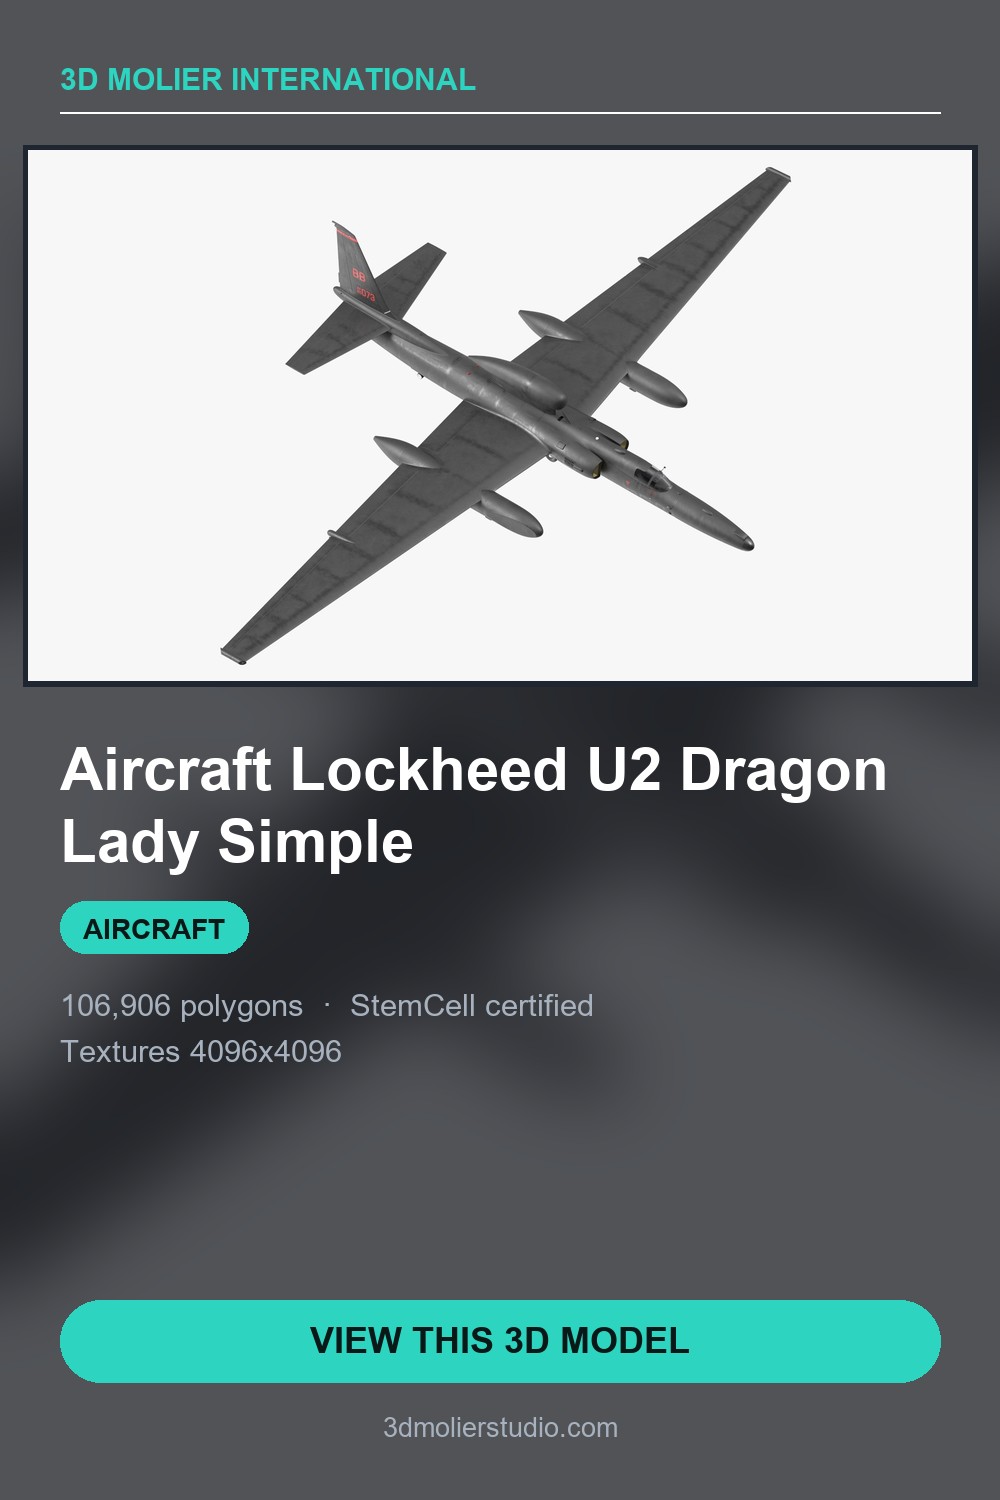 3D MOLIER INTERNATIONAL
BB
Aircraft Lockheed U2 Dragon
Lady Simple
AIRCRAFT
106,906 polygons · StemCell certified
Textures 4096x4096
VIEW THIS 3D MODEL
3dmolierstudio.com